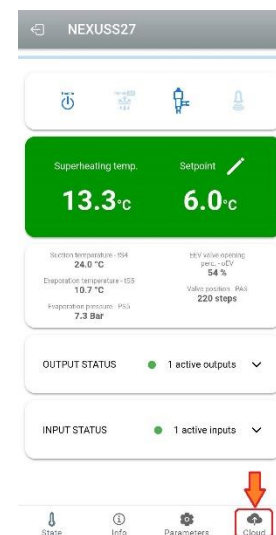 NEXUSS27
Superheating temp.
Setpoint
13.3°C
6.0°C
Suction temperature - tS4
24.0 °C
Evaporation temperature - tS5
10.7 °C
Evaporation pressure - PS5
7.3 Bar
EEV valve opening
perc. - oEV
54 %
Valve position - PAS
220 steps
OUTPUT STATUS
1 active outputs
INPUT STATUS
1 active inputs
State
Info
Parameters
Cloud